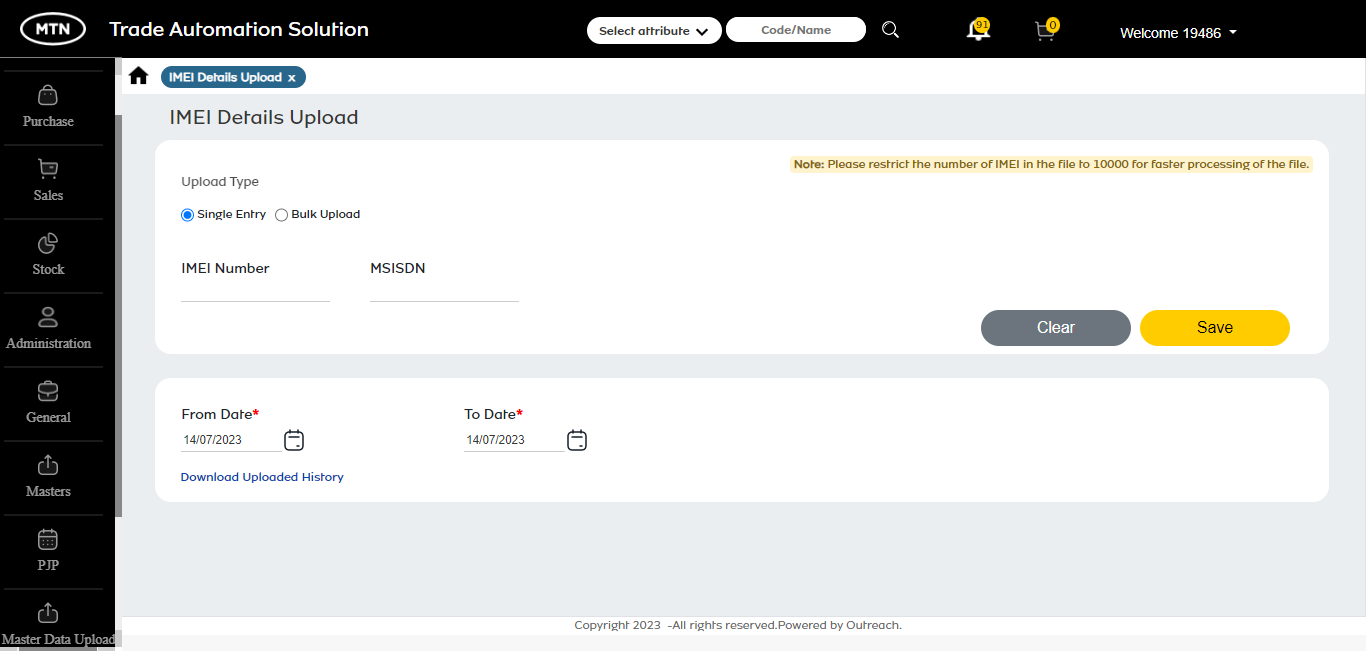 MTN
Trade Automation Solution
Select attribute
Code/Name
91
0
Welcome 19486
IMEI Details Upload x
Purchase
Sales
Stock
Administration
General
Masters
PJP
Master Data Upload
IMEI Details Upload
Note: Please restrict the number of IMEI in the file to 10000 for faster processing of the file.
Upload Type
Single Entry Bulk Upload
IMEI Number MSISDN
Clear Save
From Date* To Date*
14/07/2023 14/07/2023
Download Uploaded History
Copyright 2023 -All rights reserved.Powered by Outreach.